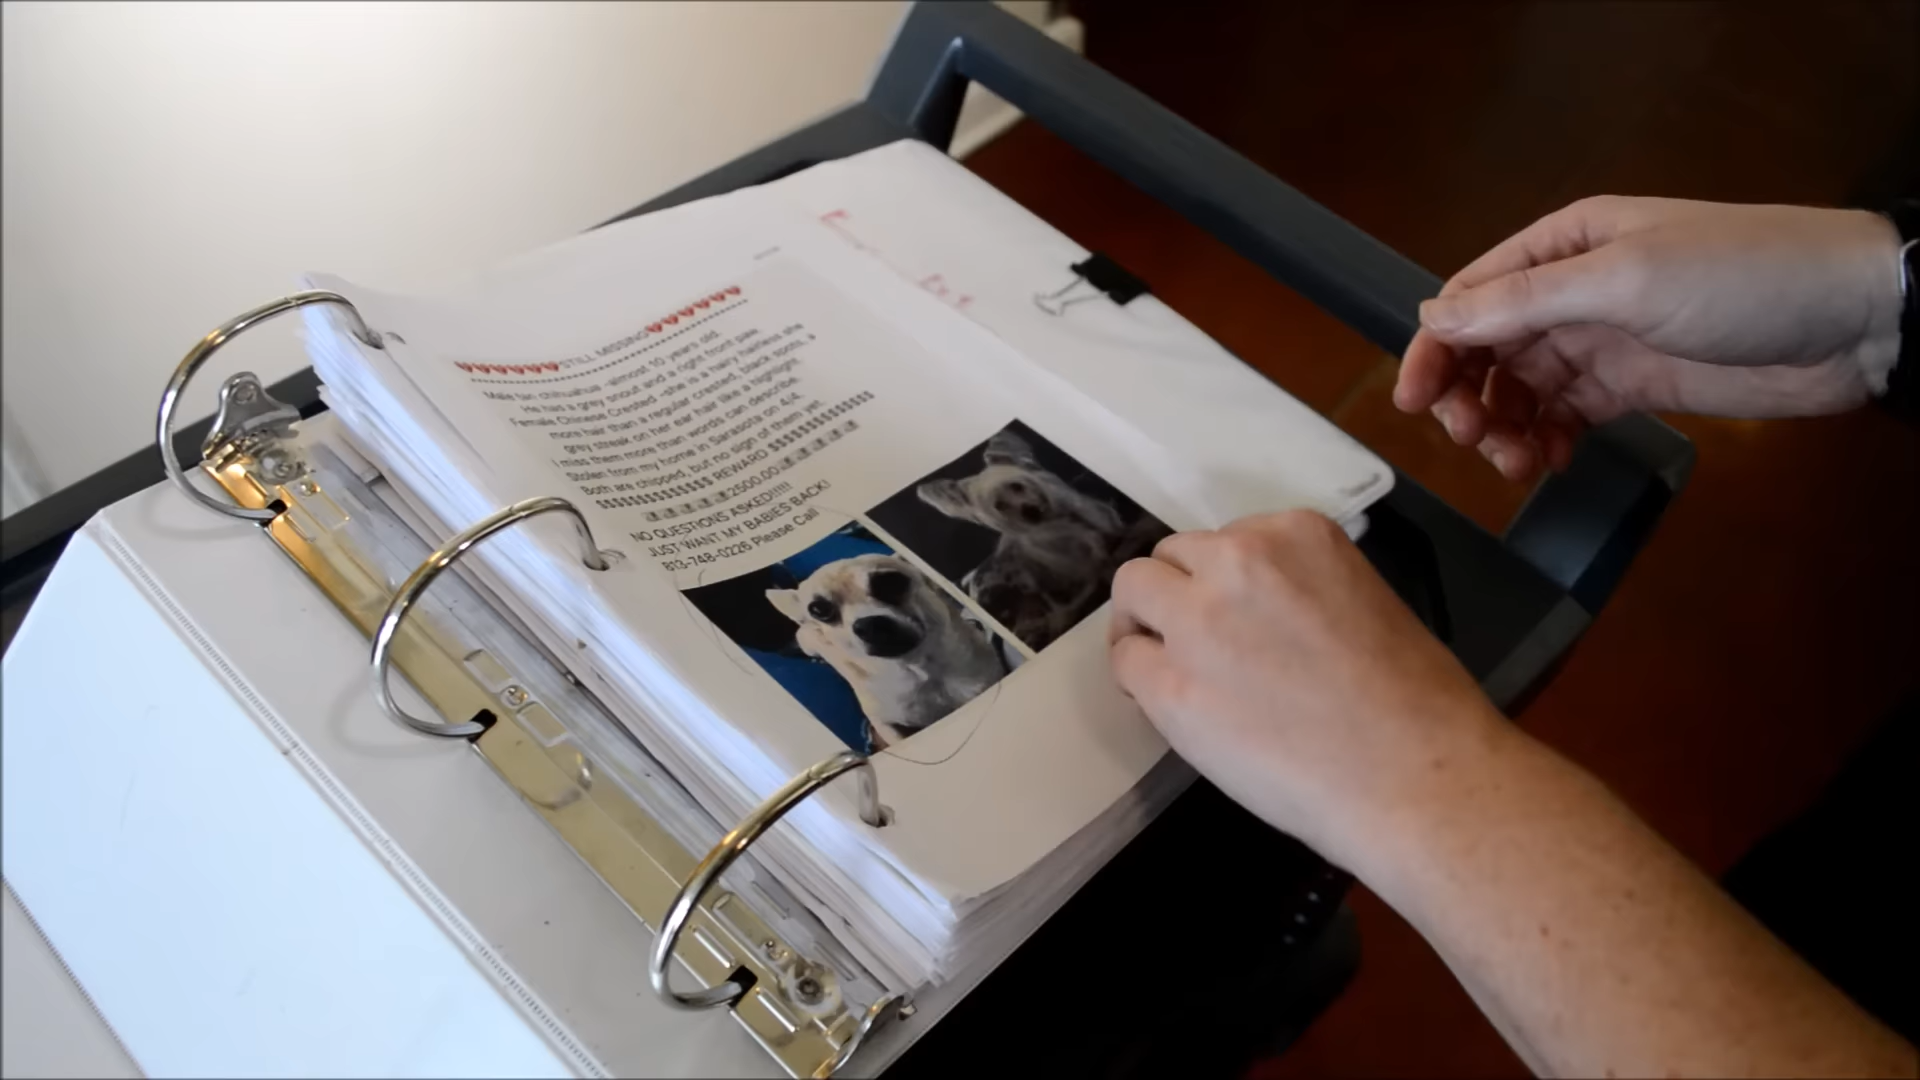 STILL MISSING
Male tan chihuahua -almost 10 years old.
He has a grey snout and a right front paw.
Female Chinese Crested -she is a hairy hairless she
more hair than a regular crested, black spots, a
grey streak on her ear hair like a highlight.
I miss them more than words can describe.
Stolen from my home in Sarasota on 4/4.
Both are chipped, but no sign of them yet.
$$$$$$$$$$$$$ REWARD $$$$$$$$$$$$$
2500.00
NO QUESTIONS ASKED!!!!!
JUST WANT MY BABIES BACK!
813-748-0226 Please Call